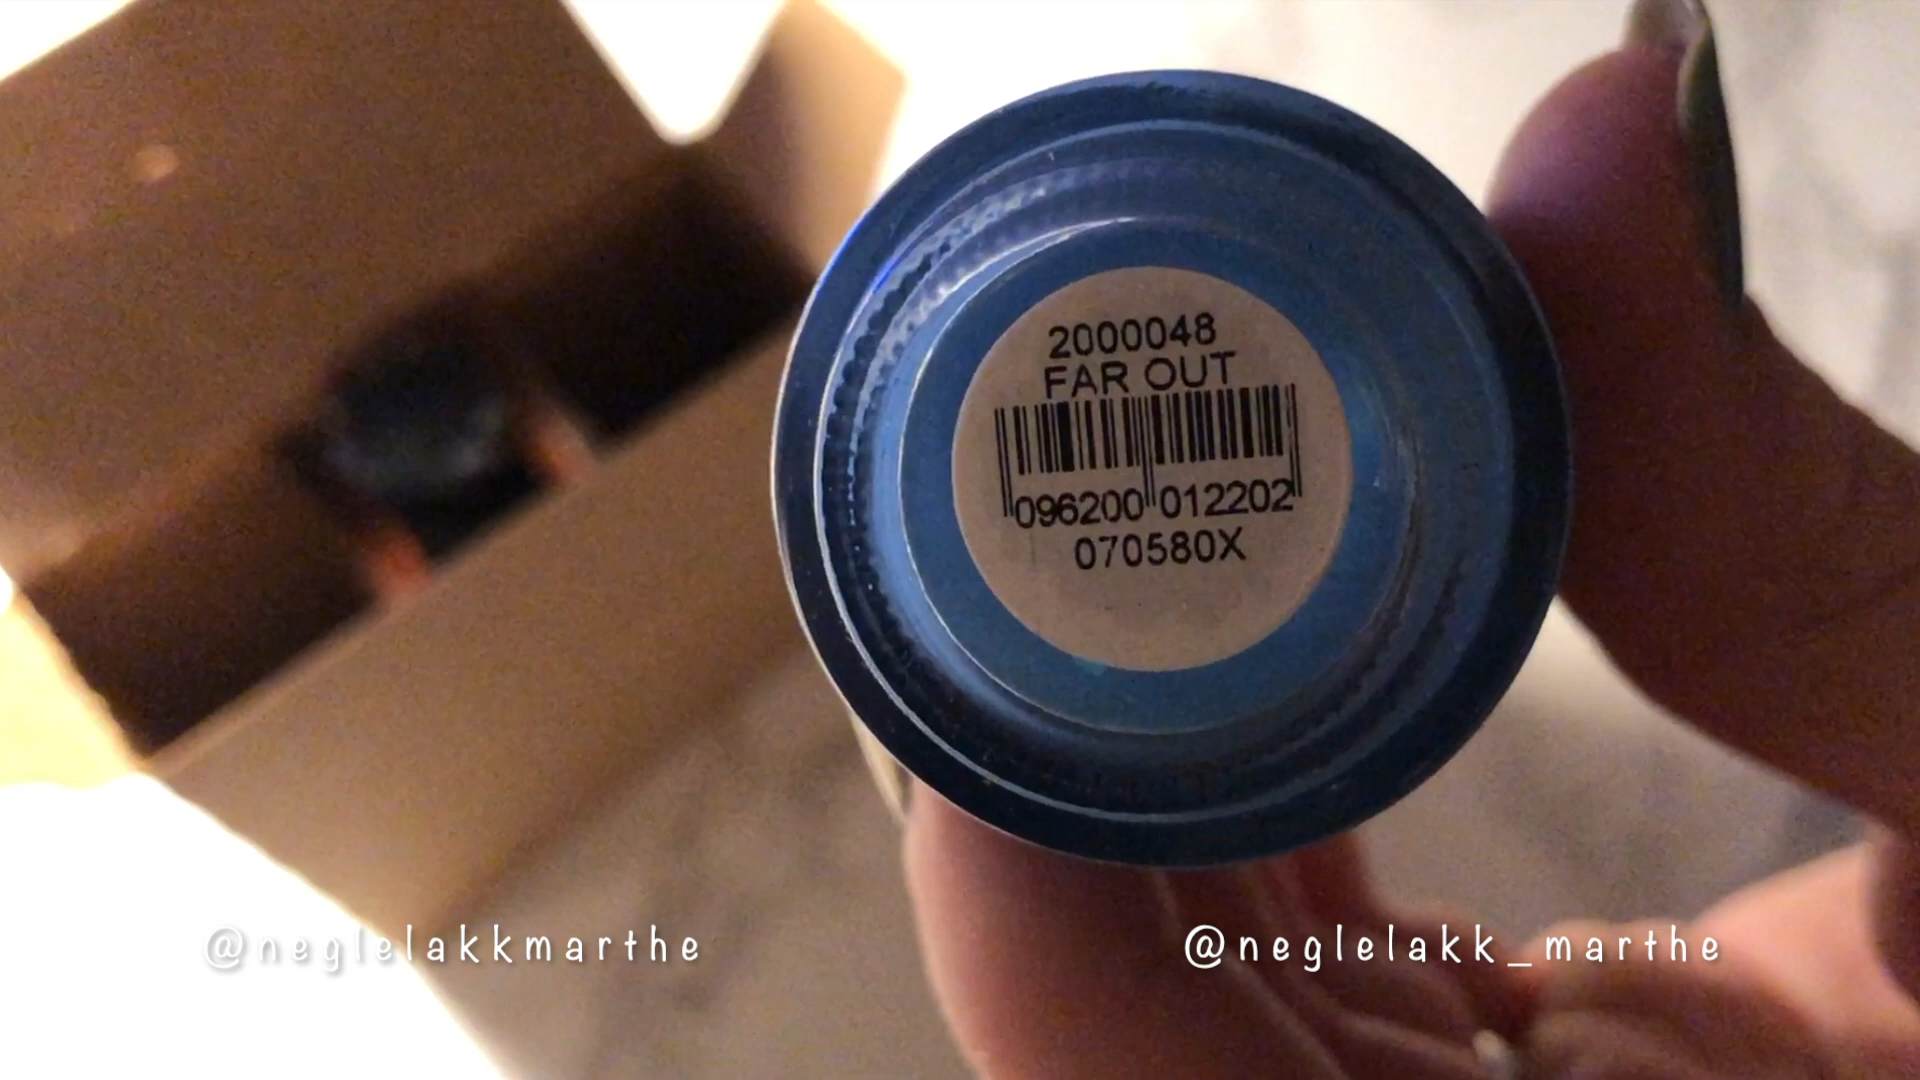 2000048
FAR OUT
096200 012202
070580X
@neglelakkmarthe
@neglelakk_marthe